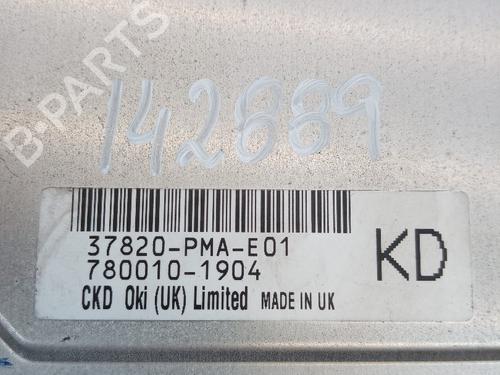 B-PARTS
142889
37820-PMA-E01
780010-1904
KD
CKD Oki (UK) Limited MADE IN UK